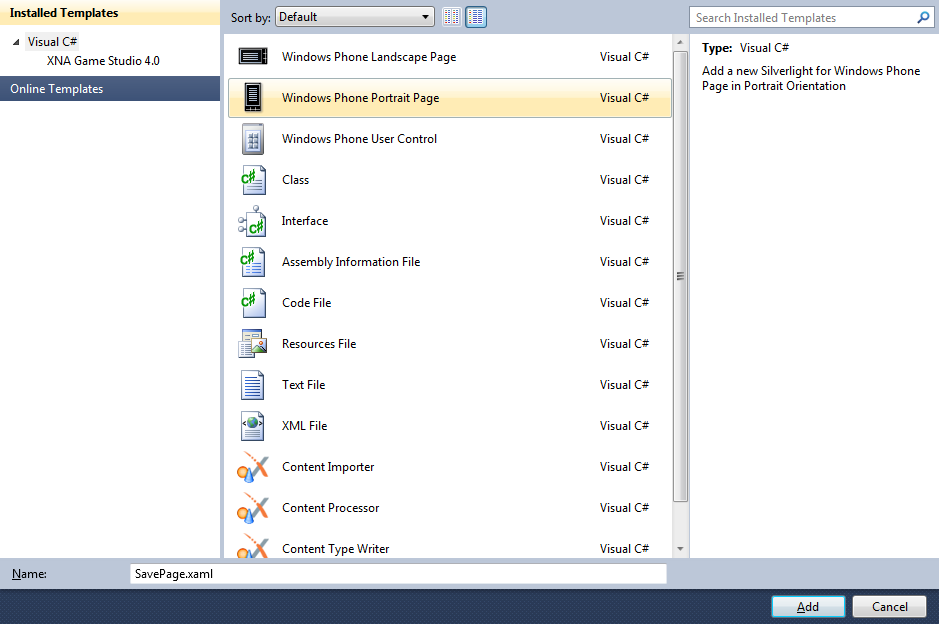 Installed Templates
Visual C#
XNA Game Studio 4.0
Online Templates
Sort by: Default
Windows Phone Landscape Page Visual C#
Windows Phone Portrait Page Visual C#
Windows Phone User Control Visual C#
Class Visual C#
Interface Visual C#
Assembly Information File Visual C#
Code File Visual C#
Resources File Visual C#
Text File Visual C#
XML File Visual C#
Content Importer Visual C#
Content Processor Visual C#
Content Type Writer Visual C#
Search Installed Templates
Type: Visual C#
Add a new Silverlight for Windows Phone
Page in Portrait Orientation
Name: SavePage.xaml
Add Cancel